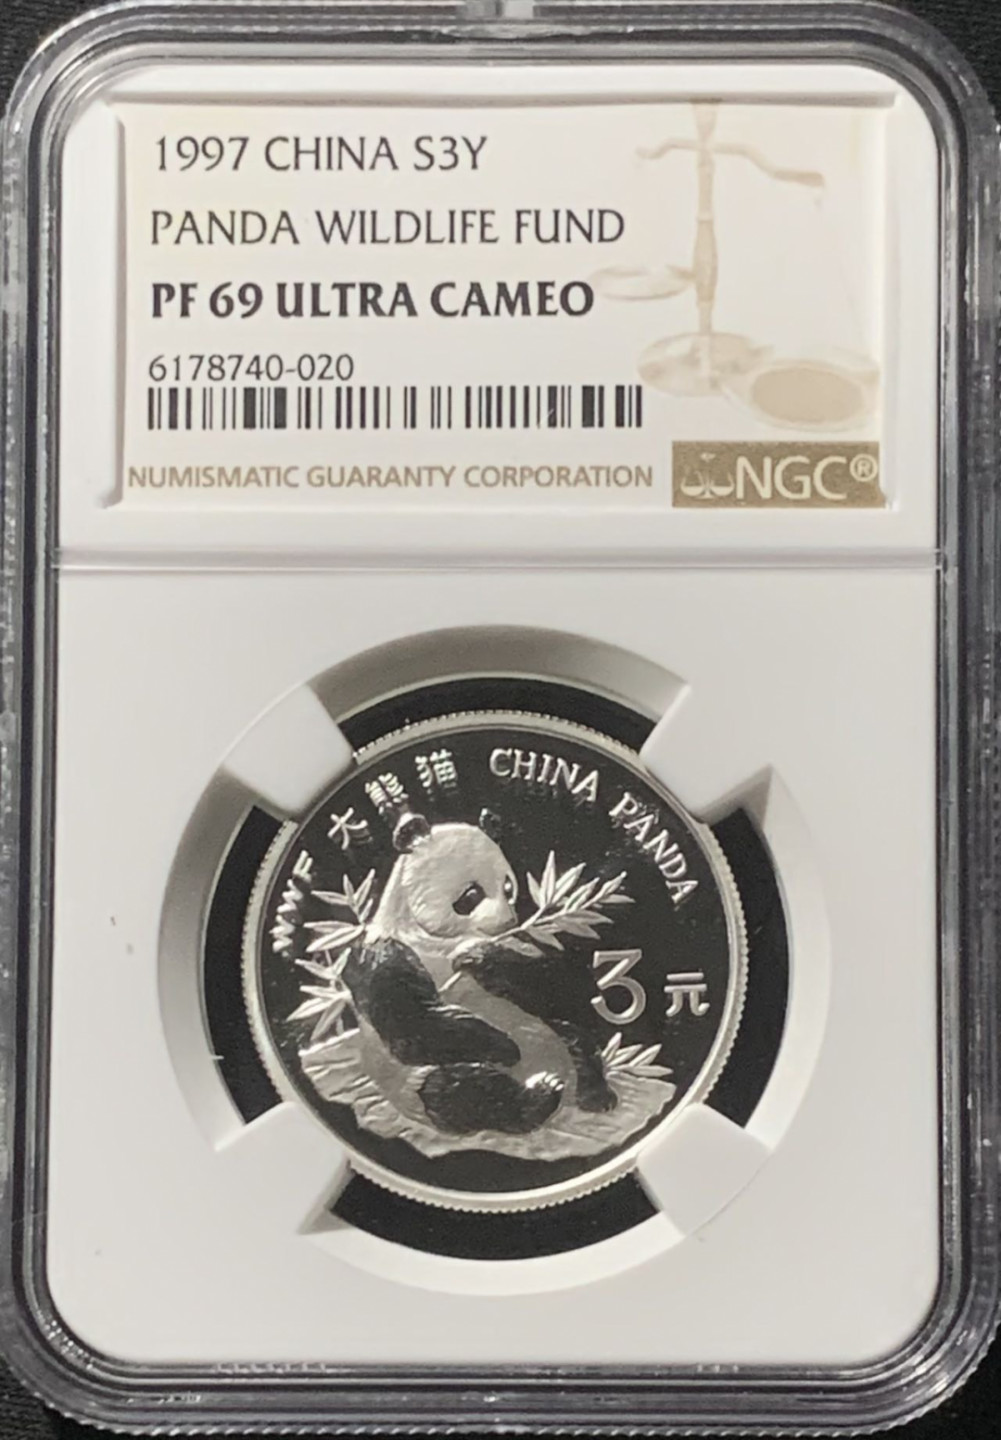 1997 CHINA S3Y
PANDA WILDLIFE FUND
PF 69 ULTRA CAMEO
6178740-020
NUMISMATIC GUARANTY CORPORATION
NGC®
WWF 大熊猫 CHINA PANDA
3元